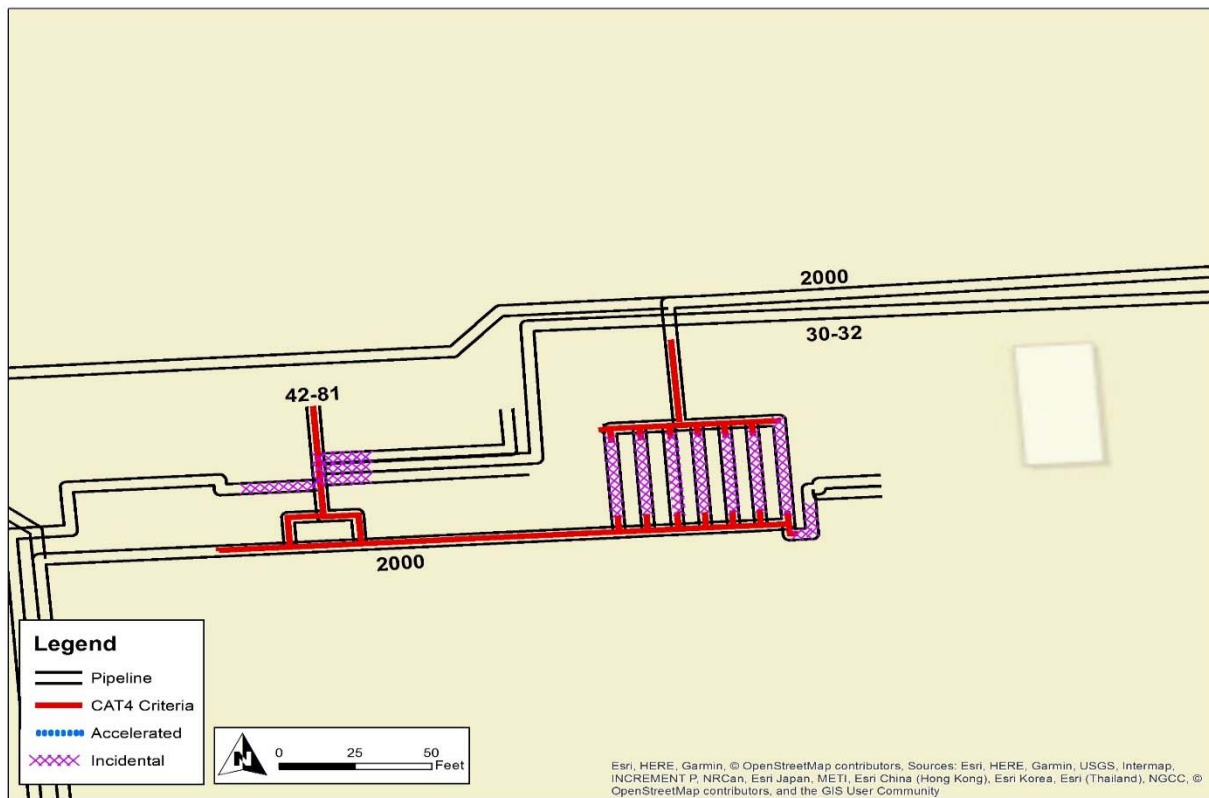 2000
30-32
42-81
2000
Legend
Pipeline
CAT4 Criteria
Accelerated
Incidental
N
0 25 50
Feet
Esri, HERE, Garmin, © OpenStreetMap contributors, Sources: Esri, HERE, Garmin, USGS, Intermap,
INCREMENT P, NRCan, Esri Japan, METI, Esri China (Hong Kong), Esri Korea, Esri (Thailand), NGCC, ©
OpenStreetMap contributors, and the GIS User Community